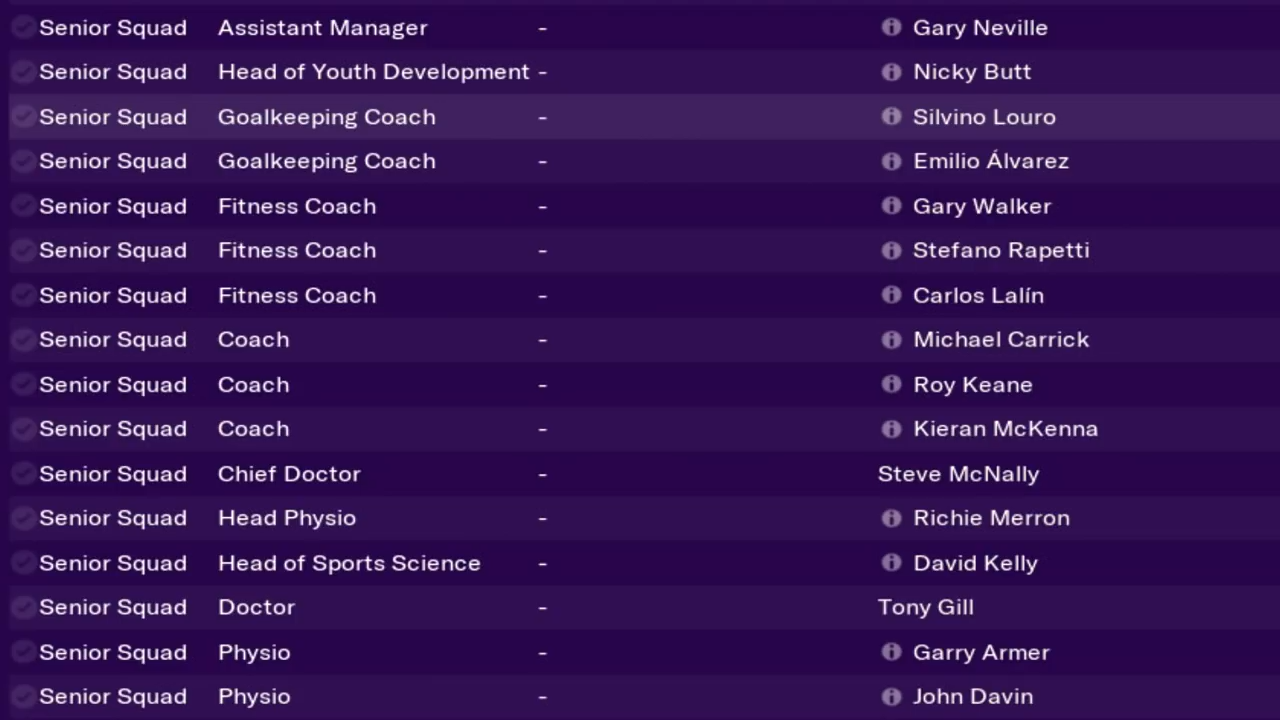 Senior Squad Assistant Manager - Gary Neville
Senior Squad Head of Youth Development - Nicky Butt
Senior Squad Goalkeeping Coach - Silvino Louro
Senior Squad Goalkeeping Coach - Emilio Álvarez
Senior Squad Fitness Coach - Gary Walker
Senior Squad Fitness Coach - Stefano Rapetti
Senior Squad Fitness Coach - Carlos Lalín
Senior Squad Coach - Michael Carrick
Senior Squad Coach - Roy Keane
Senior Squad Coach - Kieran McKenna
Senior Squad Chief Doctor - Steve McNally
Senior Squad Head Physio - Richie Merron
Senior Squad Head of Sports Science - David Kelly
Senior Squad Doctor - Tony Gill
Senior Squad Physio - Garry Armer
Senior Squad Physio - John Davin